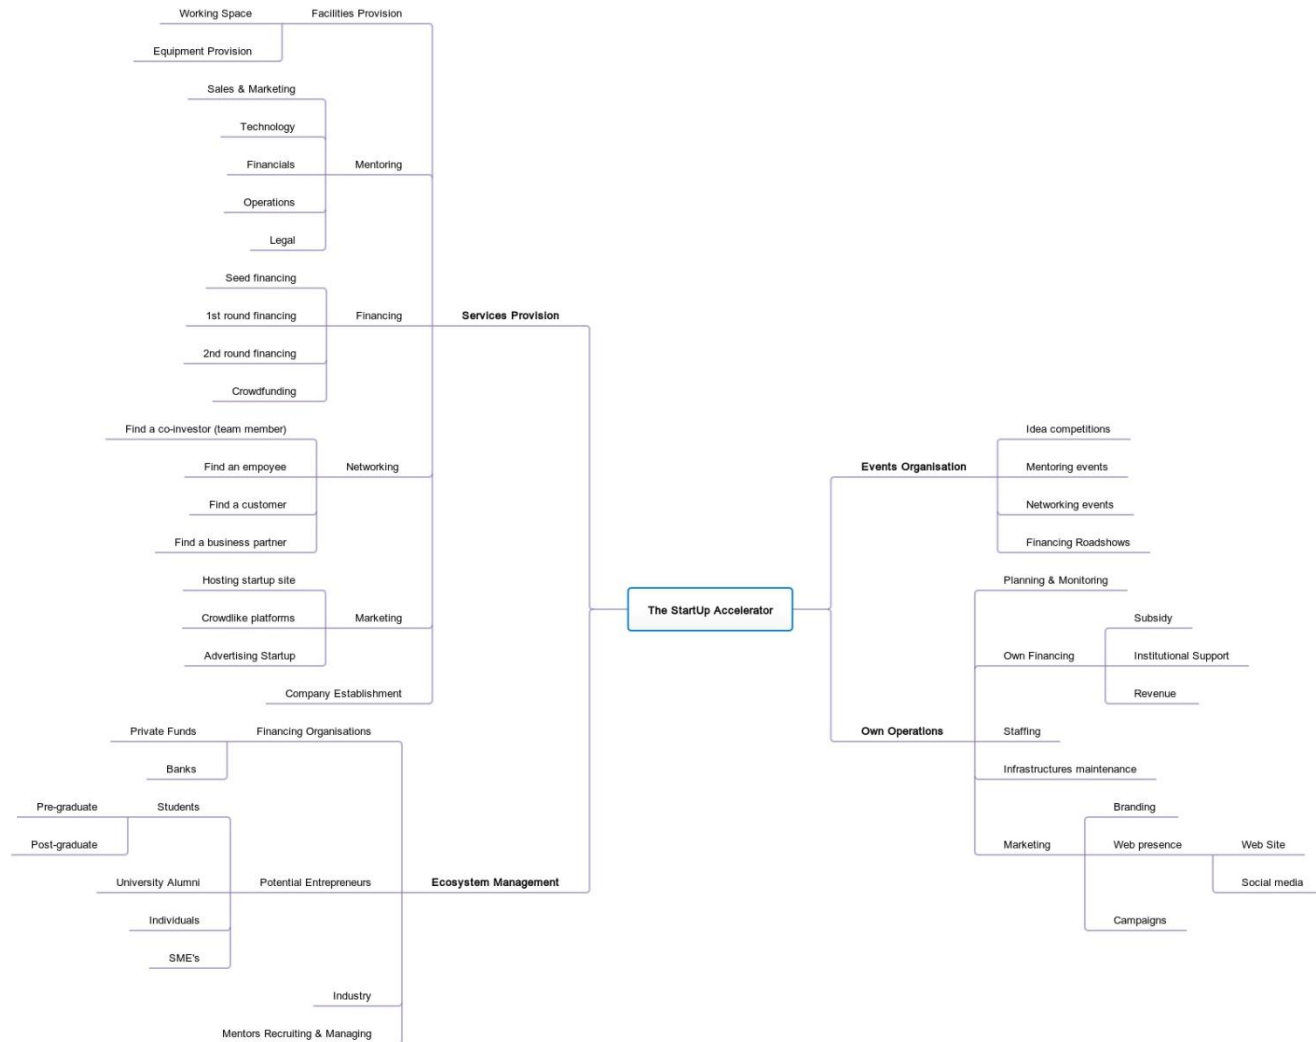 Working Space
Facilities Provision
Equipment Provision
Sales & Marketing
Technology
Financials
Mentoring
Operations
Legal
Seed financing
1st round financing
Financing
Services Provision
2nd round financing
Crowdfunding
Find a co-investor (team member)
Find an empoyee
Networking
Find a customer
Find a business partner
Hosting startup site
Crowdlike platforms
Marketing
Advertising Startup
Company Establishment
Private Funds
Financing Organisations
Banks
Pre-graduate
Students
Post-graduate
University Alumni
Potential Entrepreneurs
Ecosystem Management
Individuals
SME's
Industry
Mentors Recruiting & Managing
The StartUp Accelerator
Idea competitions
Events Organisation
Mentoring events
Networking events
Financing Roadshows
Planning & Monitoring
Subsidy
Own Financing
Institutional Support
Revenue
Own Operations
Staffing
Infrastructures maintenance
Branding
Marketing
Web presence
Web Site
Social media
Campaigns